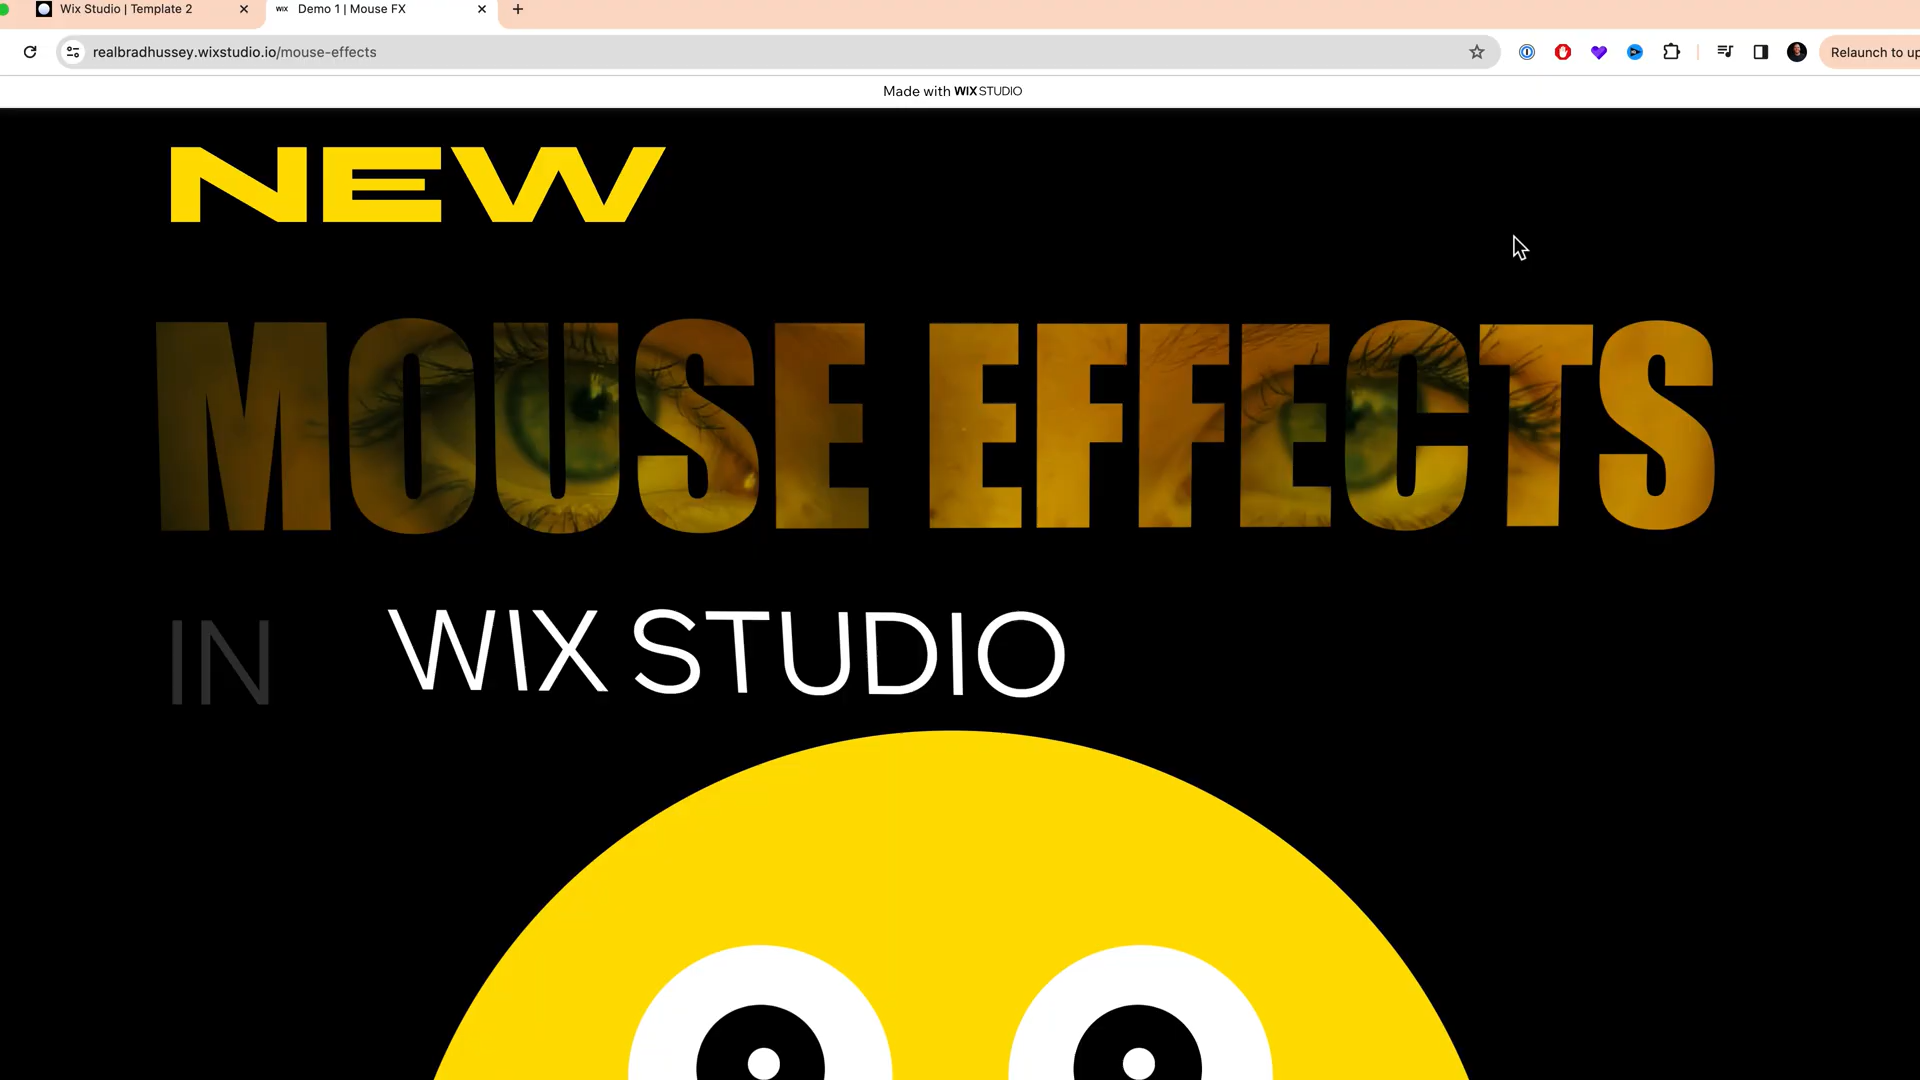 Wix Studio | Template 2
WIX Demo 1 | Mouse FX
realbradhussey.wixstudio.io/mouse-effects
Relaunch to up
Made with WIX STUDIO
NEW
MOUSE EFFECTS
IN WIX STUDIO